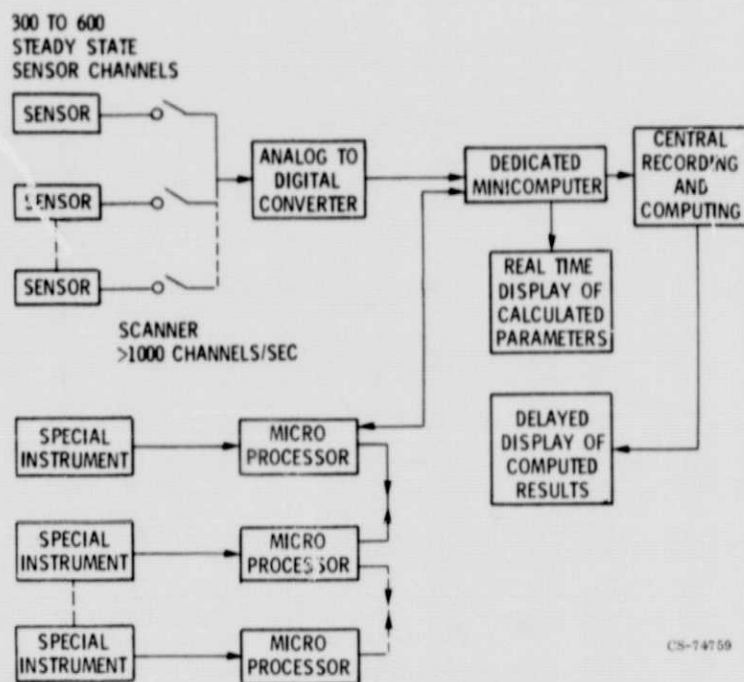 300 TO 600
STEADY STATE
SENSOR CHANNELS
SENSOR
SENSOR
SENSOR
SCANNER
>1000 CHANNELS/SEC
ANALOG TO
DIGITAL
CONVERTER
DEDICATED
MINICOMPUTER
CENTRAL
RECORDING
AND
COMPUTING
REAL TIME
DISPLAY OF
CALCULATED
PARAMETERS
DELAYED
DISPLAY OF
COMPUTED
RESULTS
SPECIAL
INSTRUMENT
MICRO
PROCESSOR
SPECIAL
INSTRUMENT
MICRO
PROCESSOR
SPECIAL
INSTRUMENT
MICRO
PROCESSOR
CS-74759